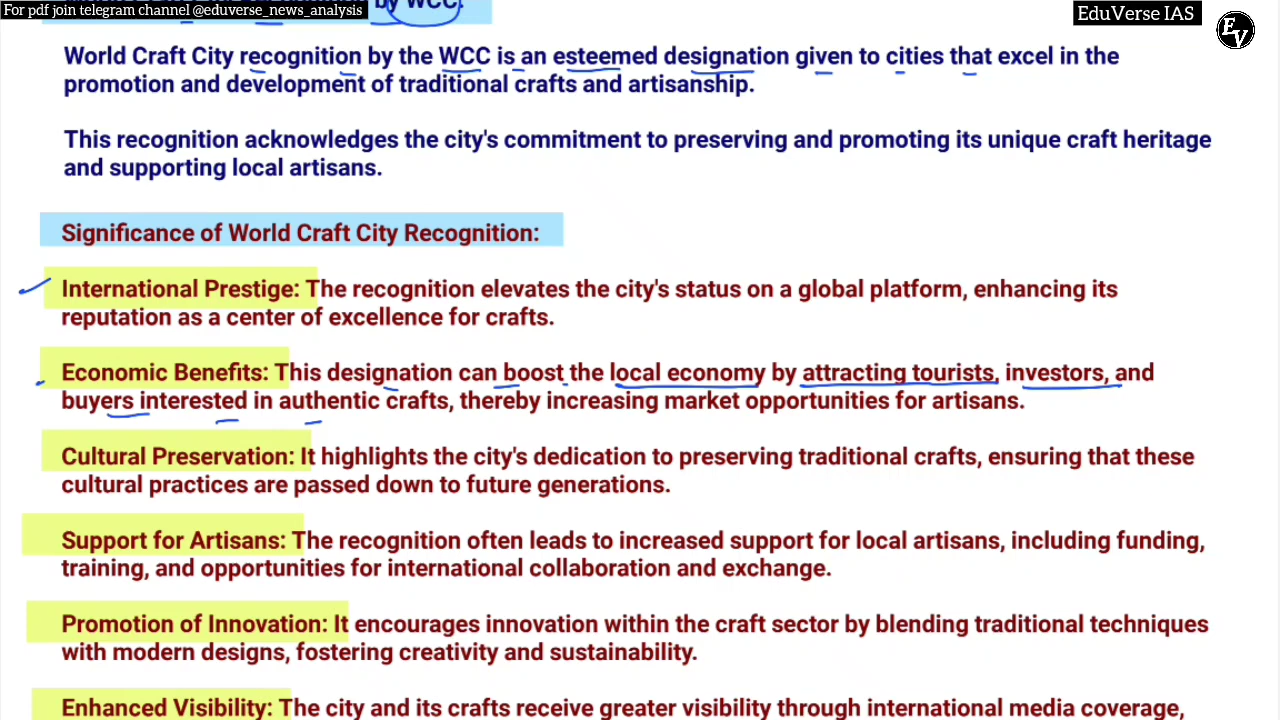 For pdf join telegram channel @eduverse_news_analysis
EduVerse IAS
EV
by WCC:
World Craft City recognition by the WCC is an esteemed designation given to cities that excel in the
promotion and development of traditional crafts and artisanship.
This recognition acknowledges the city's commitment to preserving and promoting its unique craft heritage
and supporting local artisans.
Significance of World Craft City Recognition:
International Prestige: The recognition elevates the city's status on a global platform, enhancing its
reputation as a center of excellence for crafts.
Economic Benefits: This designation can boost the local economy by attracting tourists, investors, and
buyers interested in authentic crafts, thereby increasing market opportunities for artisans.
Cultural Preservation: It highlights the city's dedication to preserving traditional crafts, ensuring that these
cultural practices are passed down to future generations.
Support for Artisans: The recognition often leads to increased support for local artisans, including funding,
training, and opportunities for international collaboration and exchange.
Promotion of Innovation: It encourages innovation within the craft sector by blending traditional techniques
with modern designs, fostering creativity and sustainability.
Enhanced Visibility: The city and its crafts receive greater visibility through international media coverage,